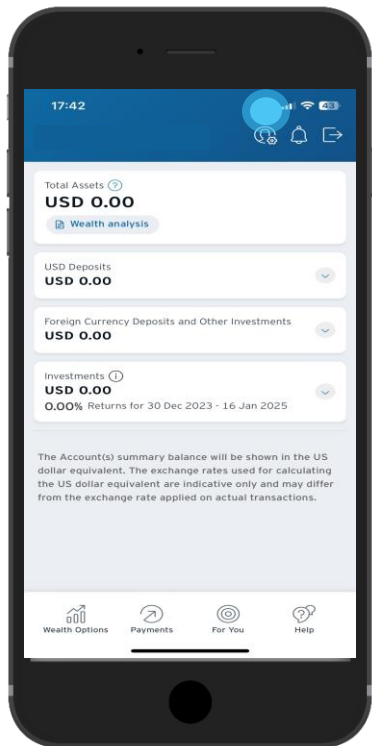 17:42
43
Total Assets
USD 0.00
Wealth analysis
USD Deposits
USD 0.00
Foreign Currency Deposits and Other Investments
USD 0.00
Investments
USD 0.00
0.00% Returns for 30 Dec 2023 - 16 Jan 2025
The Account(s) summary balance will be shown in the US
dollar equivalent. The exchange rates used for calculating
the US dollar equivalent are indicative only and may differ
from the exchange rate applied on actual transactions.
Wealth Options Payments For You Help